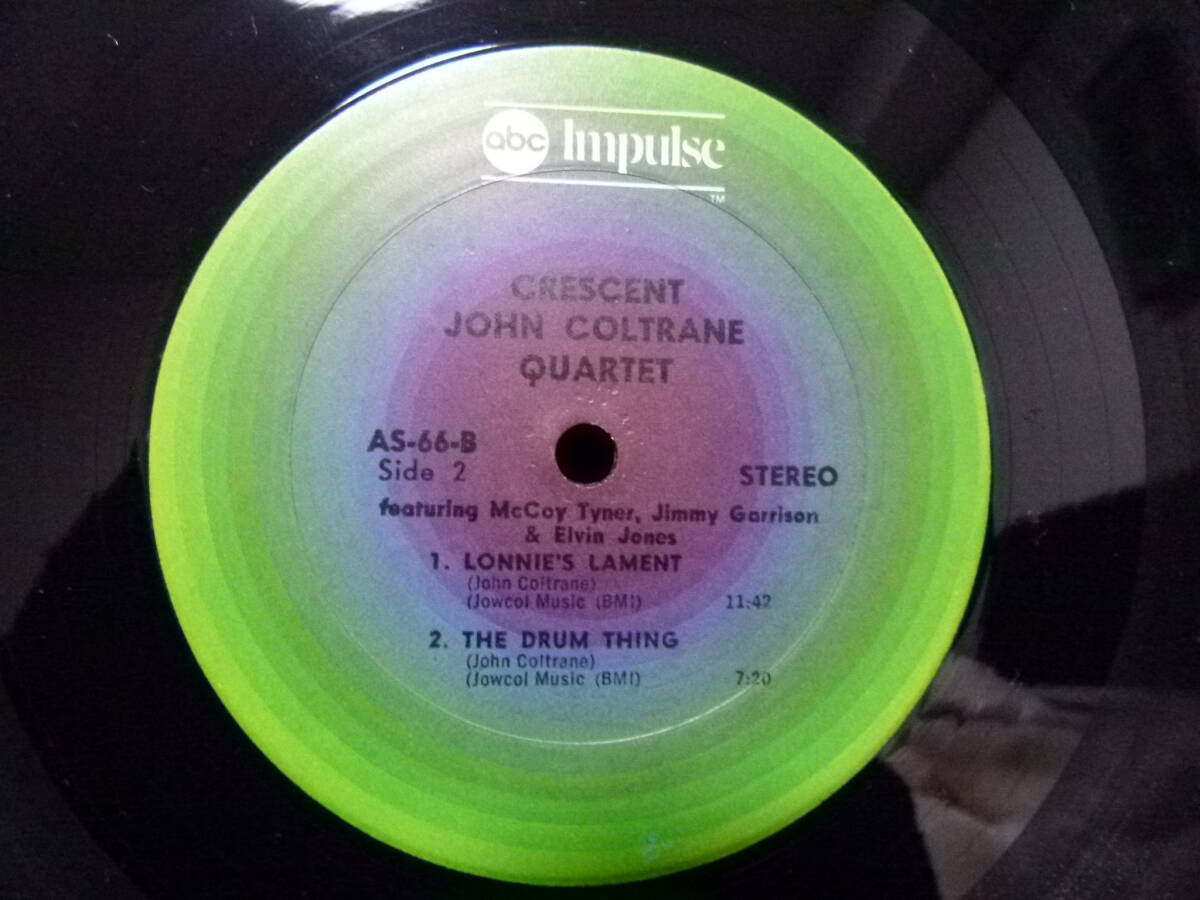 abc Impulse
TM
CRESCENT
JOHN COLTRANE
QUARTET
AS-66-B
Side 2
STEREO
featuring McCoy Tyner, Jimmy Garrison
& Elvin Jones
1. LONNIE'S LAMENT
(John Coltrane)
(Jowcol Music (BMI) 11:42
2. THE DRUM THING
(John Coltrane)
(Jowcol Music (BMI) 7:20